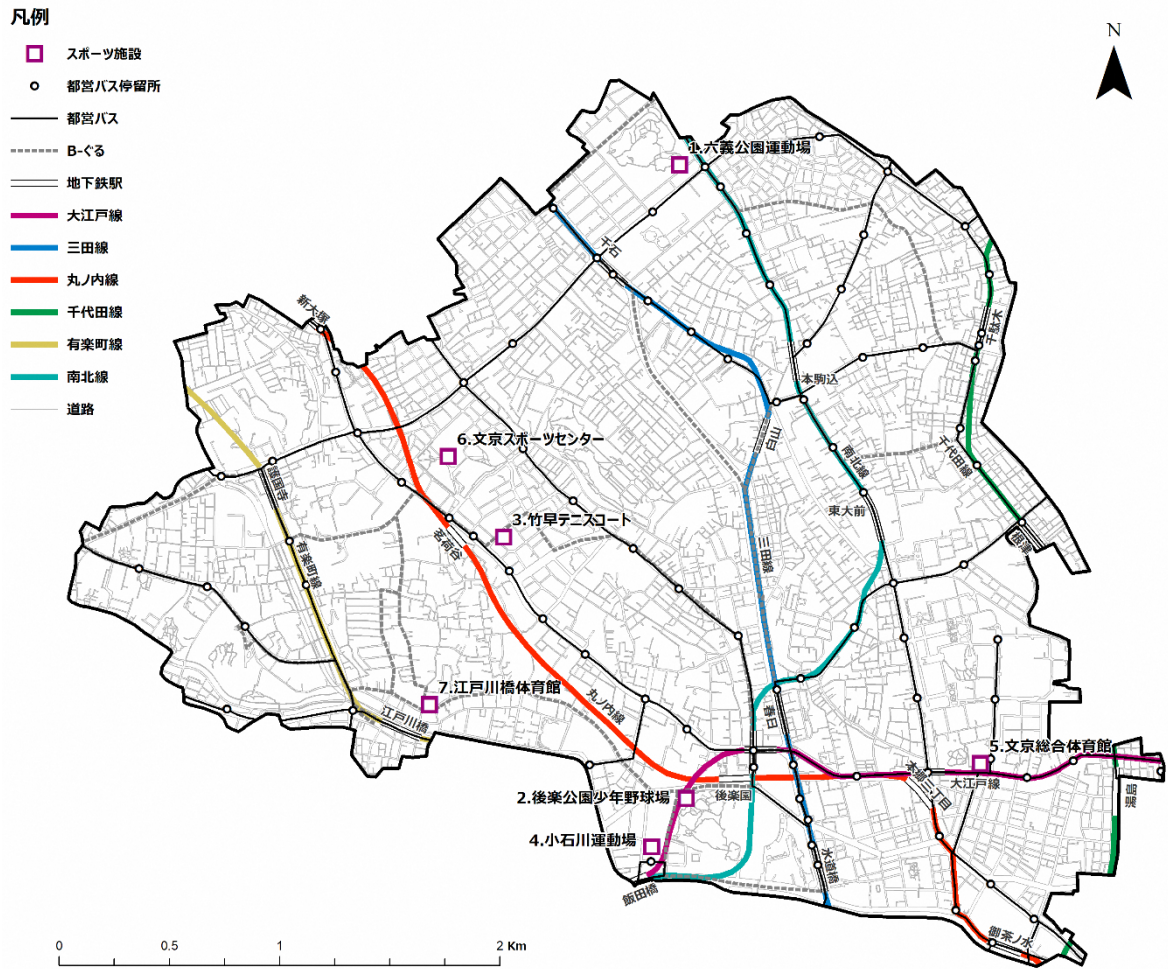 凡例
スポーツ施設
都営バス停留所
都営バス
B-ぐる
地下鉄駅
大江戸線
三田線
丸ノ内線
千代田線
有楽町線
南北線
道路
N
1.六義公園運動場
千石
新大塚
千駄木
本駒込
6.文京スポーツセンター
白山
南北線
千代田線
護国寺
3.竹早テニスコート
東大前
茗荷谷
根津
有楽町線
三田線
7.江戸川橋体育館
丸ノ内線
春日
江戸川橋
5.文京総合体育館
本郷三丁目
大江戸線
湯島
2.後楽公園少年野球場
後楽園
4.小石川運動場
水道橋
飯田橋
御茶ノ水
0 0.5 1 2 Km